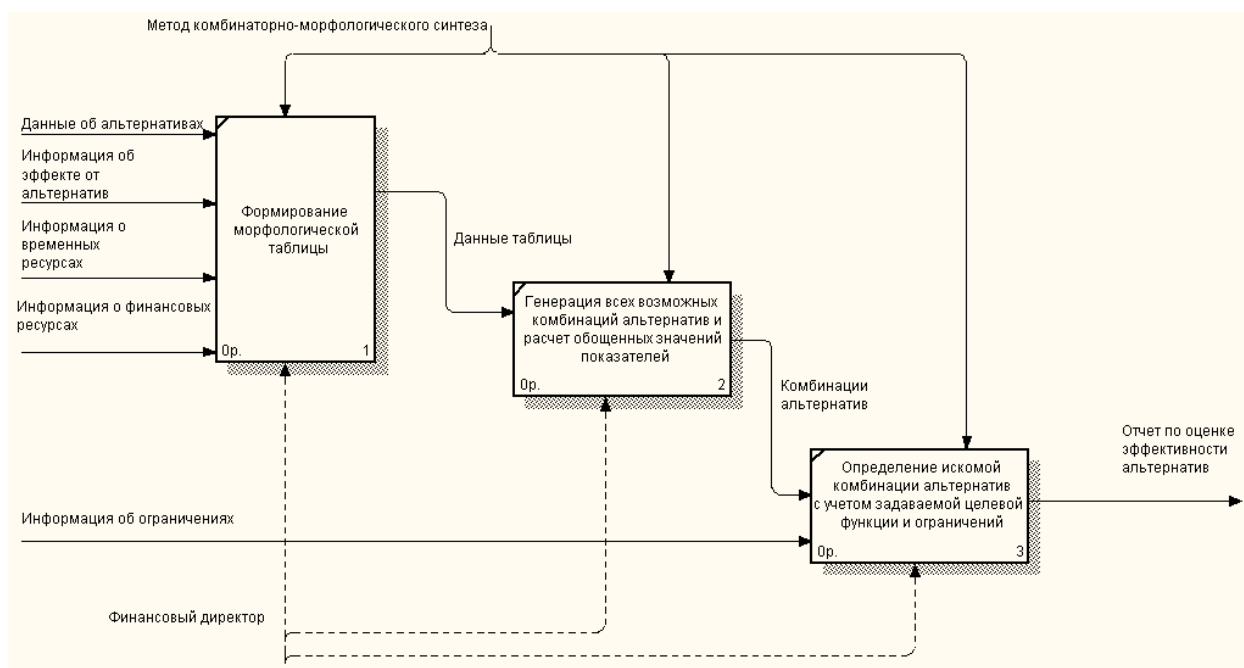 Метод комбинаторно-морфологического синтеза
Данные об альтернативах
Информация об
эффекте от
альтернатив
Информация о
временных
ресурсах
Информация о финансовых
ресурсах
Формирование
морфологической
таблицы
0р.
1
Данные таблицы
Генерация всех возможных
комбинаций альтернатив и
расчет обощенных значений
показателей
0р.
2
Комбинации
альтернатив
Определение искомой
комбинации альтернатив
с учетом задаваемой целевой
функции и ограничений
0р.
3
Отчет по оценке
эффективности
альтернатив
Информация об ограничениях
Финансовый директор